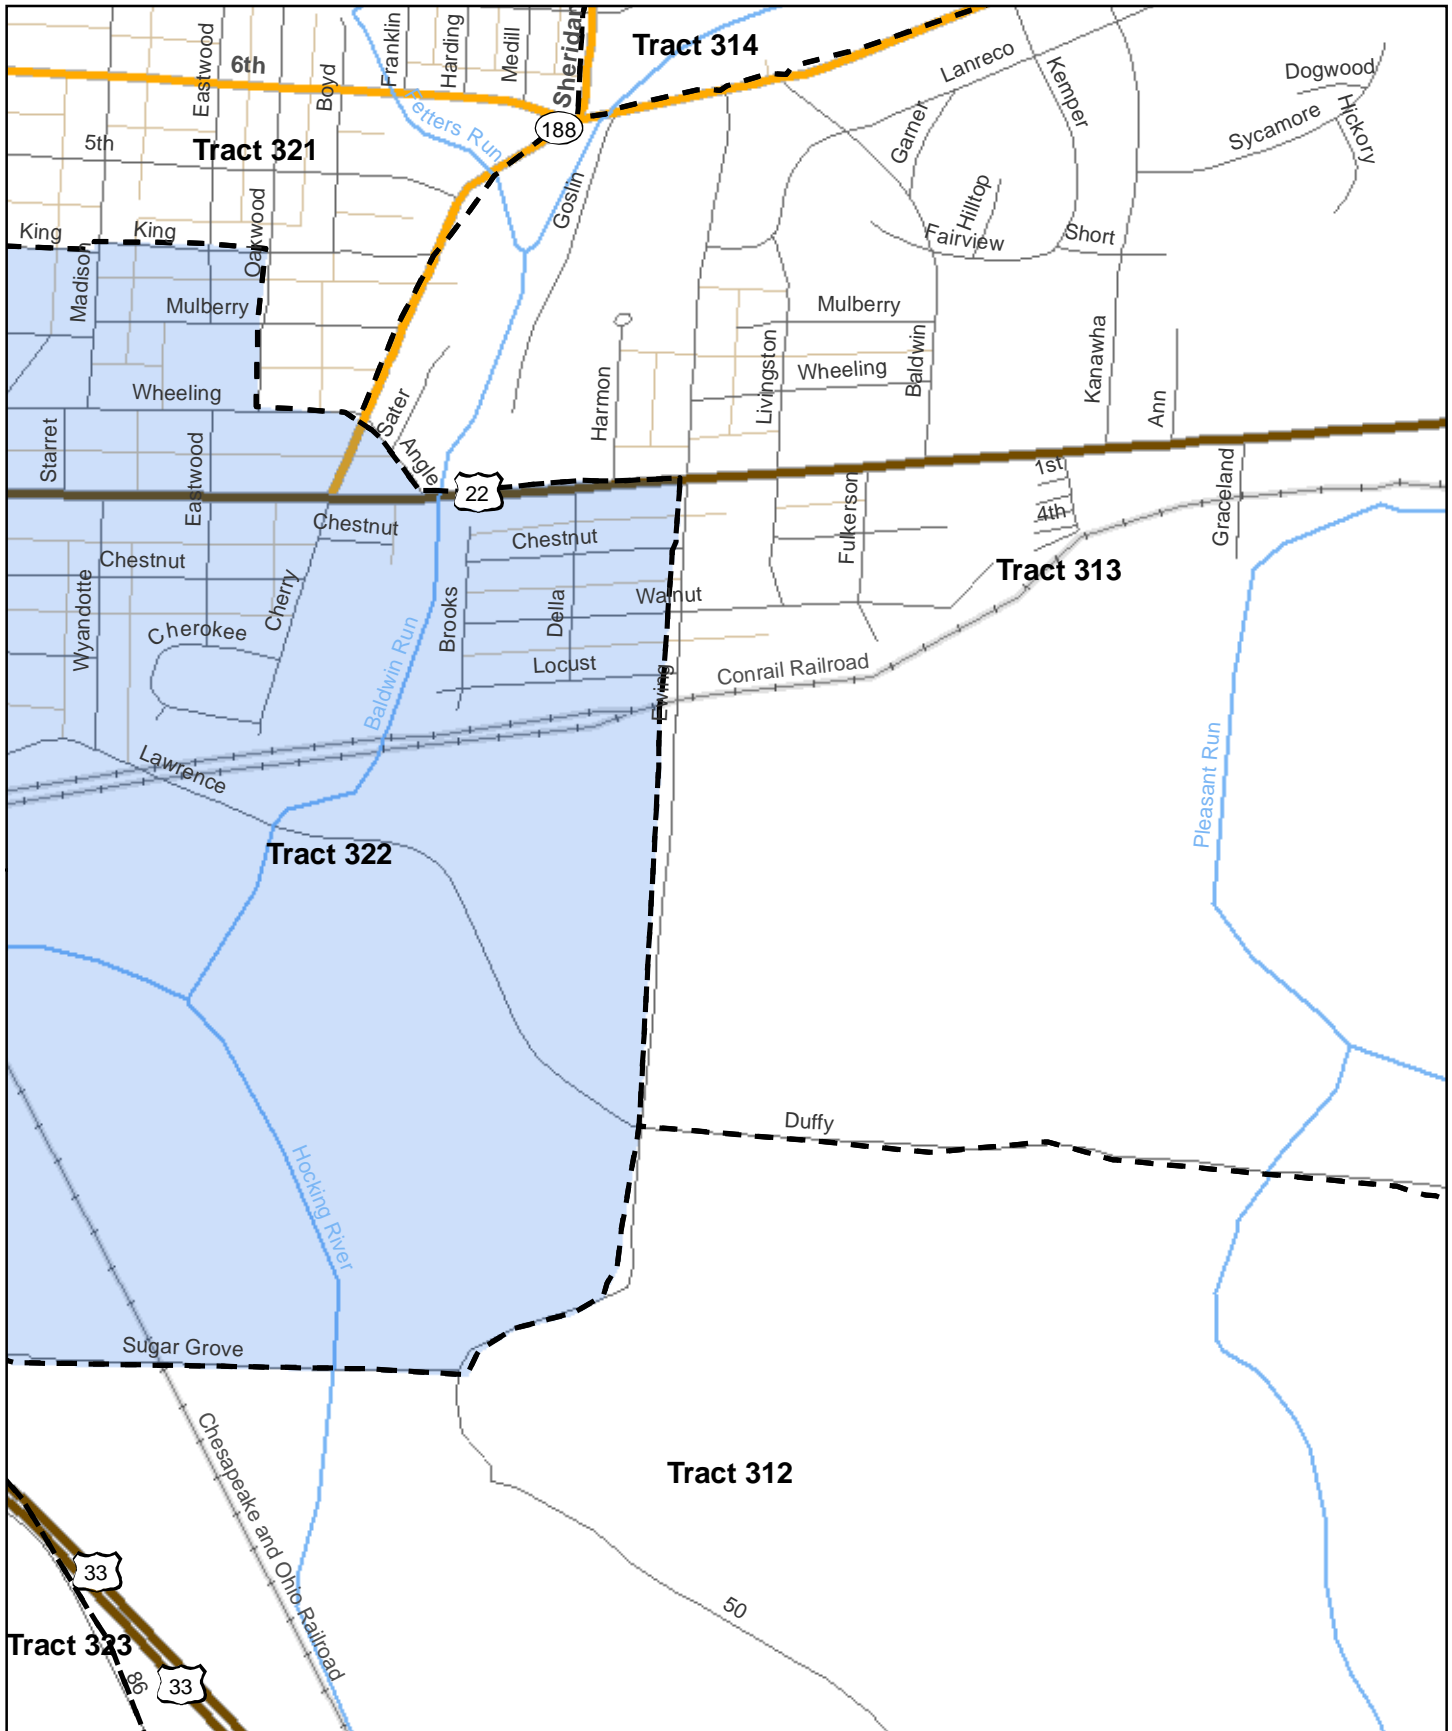 Eastwood
6th
Boyd
Franklin
Harding
Medill
Sheridan
Tract 314
Lanreco
Kemper
Dogwood
Hickory
Sycamore
Fetters Run
188
5th
Tract 321
Garner
Goslin
Hilltop
Fairview
Short
King
King
Madison
Oakwood
Mulberry
Mulberry
Livingston
Baldwin
Kanawha
Wheeling
Wheeling
Harmon
Sater
Angle
Ann
Starret
Eastwood
22
1st
4th
Graceland
Fulkerson
Chestnut
Chestnut
Chestnut
Tract 313
Wyandotte
Cherry
Cherokee
Brooks
Della
Walnut
Locust
Ewing
Conrail Railroad
Baldwin Run
Lawrence
Pleasant Run
Tract 322
Duffy
Hocking River
Sugar Grove
Chesapeake and Ohio Railroad
Tract 312
33
50
Tract 323
86
33